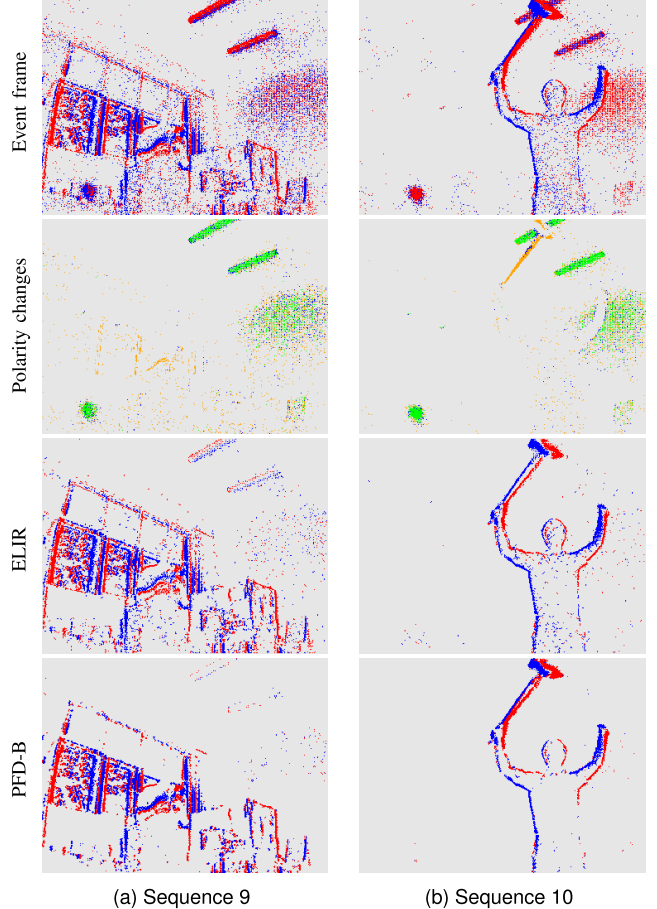 Event frame
Polarity changes
ELIR
PFD-B
(a) Sequence 9
(b) Sequence 10